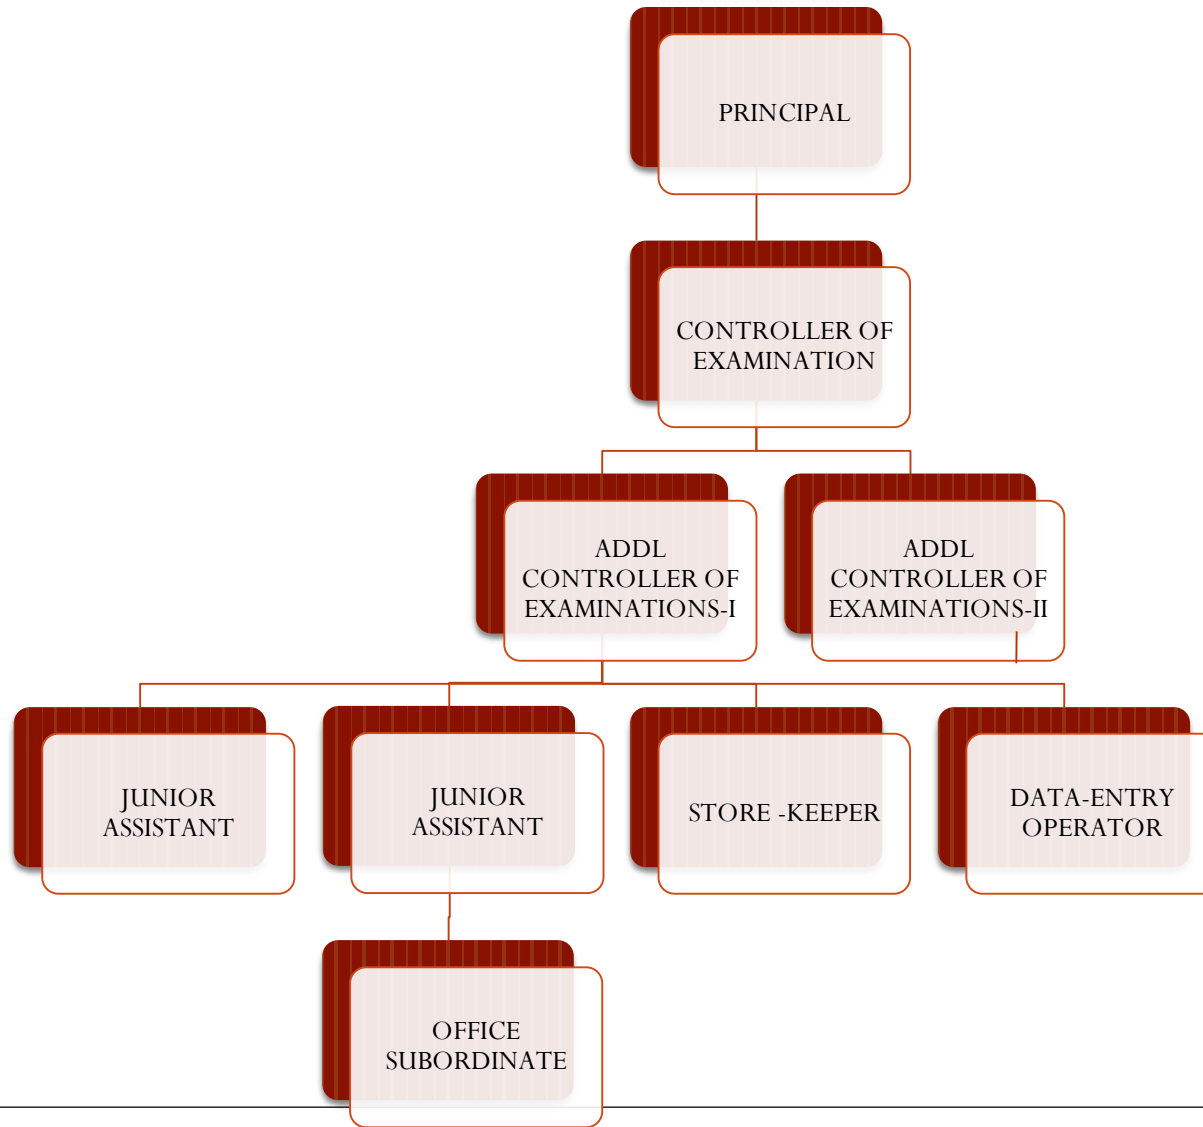 PRINCIPAL
CONTROLLER OF
EXAMINATION
ADDL
CONTROLLER OF
EXAMINATIONS-I
ADDL
CONTROLLER OF
EXAMINATIONS-II
JUNIOR
ASSISTANT
JUNIOR
ASSISTANT
STORE -KEEPER
DATA-ENTRY
OPERATOR
OFFICE
SUBORDINATE